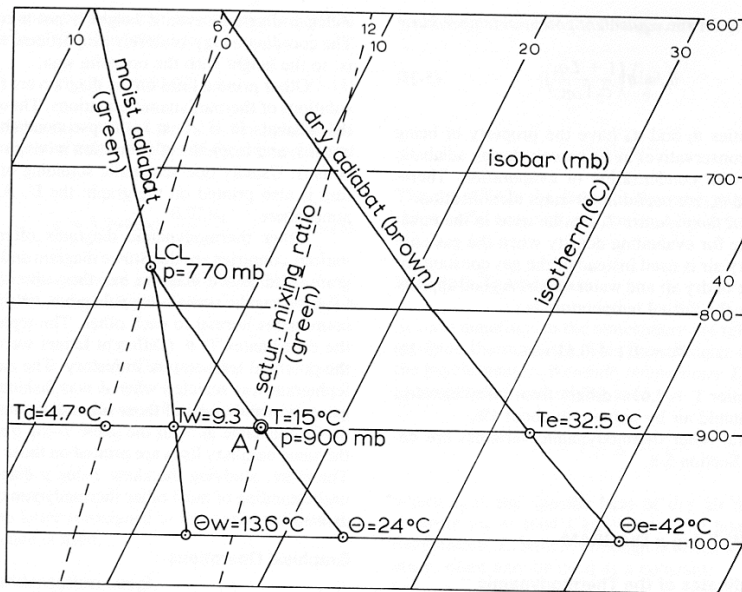 10
6
0
12
10
20
30
600
moist adiabat
(green)
dry adiabat (brown)
isobar (mb)
700
isotherm(°C)
satur. mixing ratio
(green)
LCL
p=770 mb
40
800
Td=4.7 °C
Tw=9.3
T=15°C
Te=32.5°C
A
p=900 mb
900
Θw=13.6°C
Θ=24°C
Θe=42°C
1000